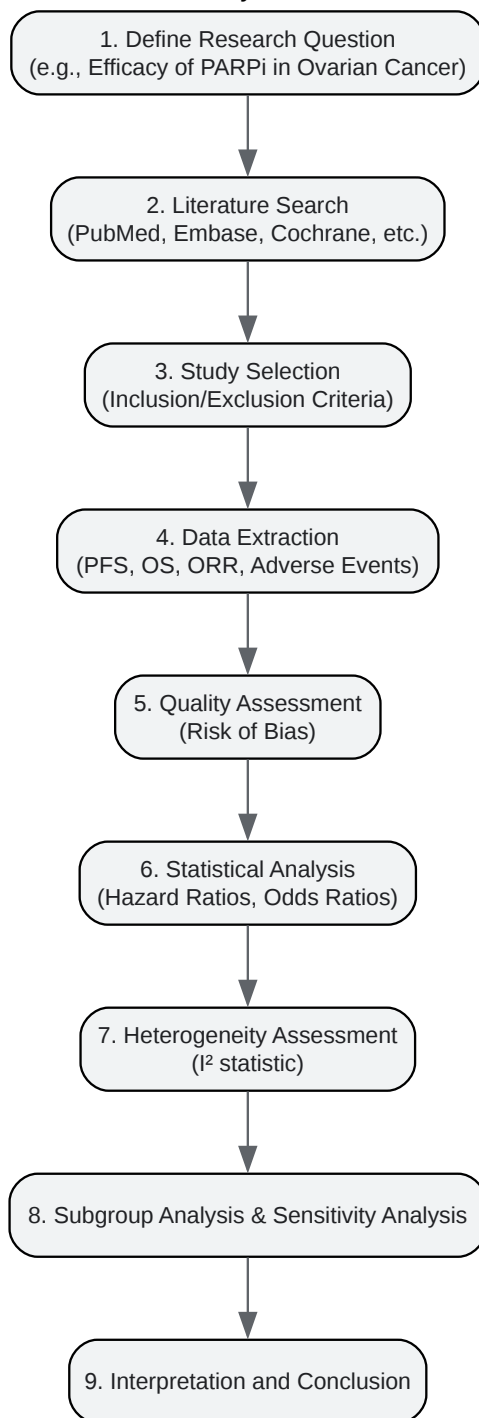 1. Define Research Question
(e.g., Efficacy of PARPi in Ovarian Cancer)
2. Literature Search
(PubMed, Embase, Cochrane, etc.)
3. Study Selection
(Inclusion/Exclusion Criteria)
4. Data Extraction
(PFS, OS, ORR, Adverse Events)
5. Quality Assessment
(Risk of Bias)
6. Statistical Analysis
(Hazard Ratios, Odds Ratios)
7. Heterogeneity Assessment
(I² statistic)
8. Subgroup Analysis & Sensitivity Analysis
9. Interpretation and Conclusion